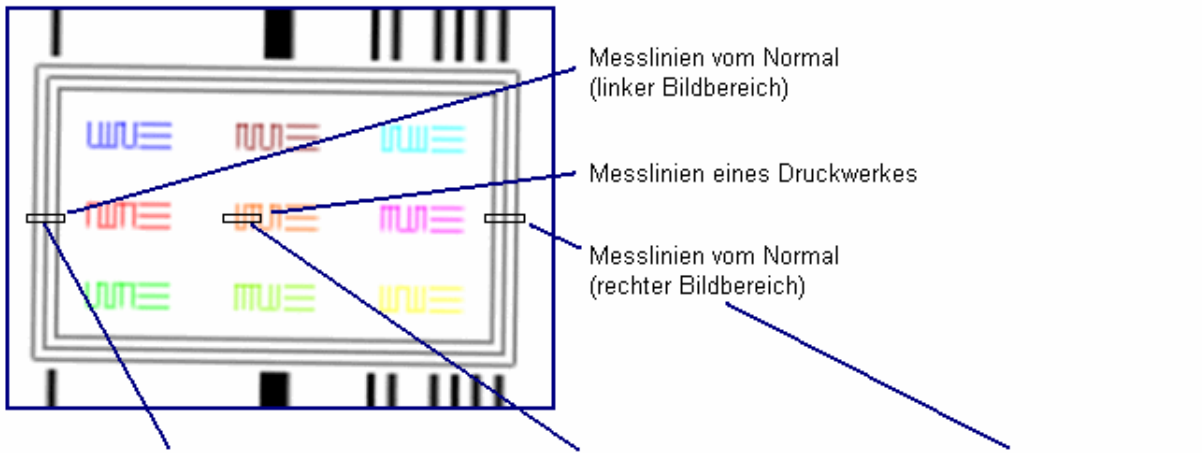 Messlinien vom Normal
(linker Bildbereich)
Messlinien eines Druckwerkes
Messlinien vom Normal
(rechter Bildbereich)